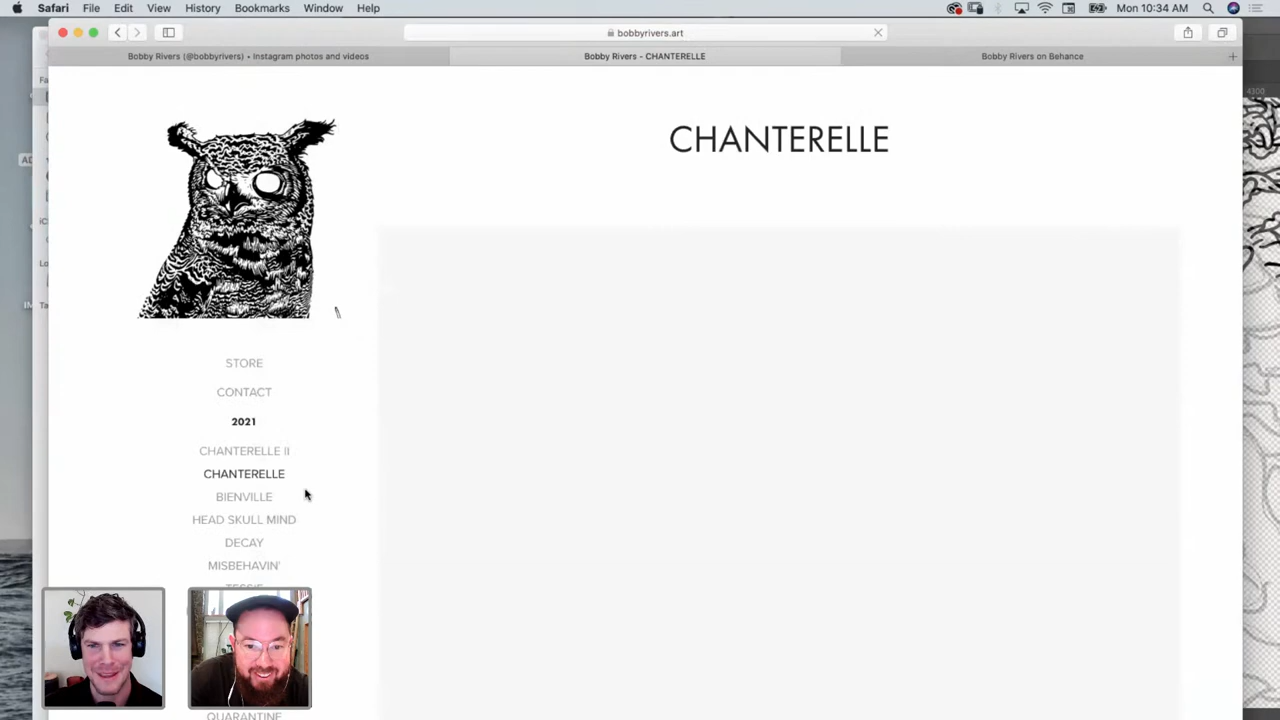 Safari File Edit View History Bookmarks Window Help Mon 10:34 AM
bobbyrivers.art
Bobby Rivers (@bobbyrivers) • Instagram photos and videos
Bobby Rivers - CHANTERELLE
Bobby Rivers on Behance
4300
CHANTERELLE
STORE
CONTACT
2021
CHANTERELLE II
CHANTERELLE
BIENVILLE
HEAD SKULL MIND
DECAY
MISBEHAVIN'
QUARANTINE